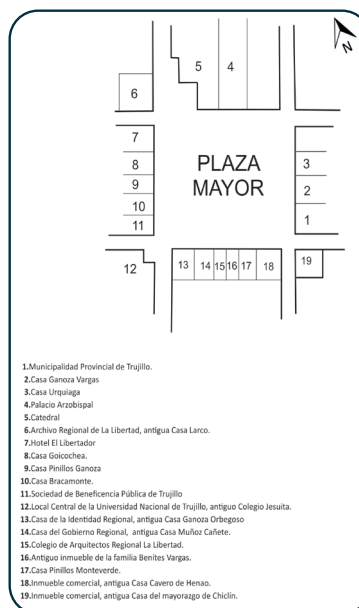 N
5
4
6
7
8
9
10
11
PLAZA
MAYOR
3
2
1
12
13 14 15 16 17 18
19
1.Municipalidad Provincial de Trujillo.
2.Casa Ganoza Vargas
3.Casa Urquiaga
4.Palacio Arzobispal
5.Catedral
6.Archivo Regional de La Libertad, antigua Casa Larco.
7.Hotel El Libertador
8.Casa Goicochea.
9.Casa Pinillos Ganoza
10.Casa Bracamonte.
11.Sociedad de Beneficencia Pública de Trujillo
12.Local Central de la Universidad Nacional de Trujillo, antiguo Colegio Jesuita.
13.Casa de la Identidad Regional, antigua Casa Ganoza Orbegoso
14.Casa del Gobierno Regional, antigua Casa Muñoz Cañete.
15.Colegio de Arquitectos Regional La Libertad.
16.Antiguo inmueble de la familia Benítes Vargas.
17.Casa Pinillos Monteverde.
18.Inmueble comercial, antigua Casa Cavero de Henao.
19.Inmueble comercial, antigua Casa del mayorazgo de Chiclín.